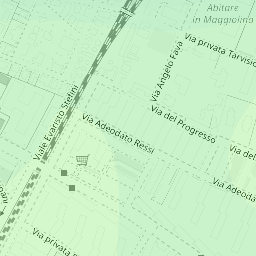 Abitare
in Maggiolina
Via privata Tarvisio
Via Angelo Fava
Viale Evaristo Stefini
Via del Progresso
Via Adeodato Ressi
Via del
Via Adeoda
Via privata